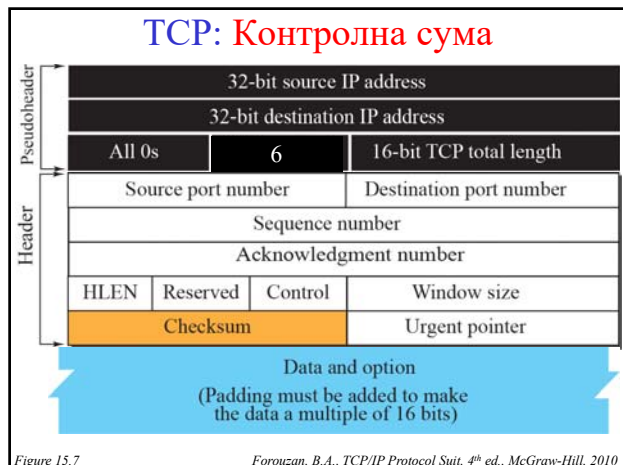 TCP: Контролна сума
Pseudoheader
32-bit source IP address
32-bit destination IP address
All 0s 6 16-bit TCP total length
Header
Source port number Destination port number
Sequence number
Acknowledgment number
HLEN Reserved Control Window size
Checksum Urgent pointer
Data and option
(Padding must be added to make
the data a multiple of 16 bits)
Figure 15.7 Forouzan, B.A., TCP/IP Protocol Suit, 4th ed., McGraw-Hill, 2010